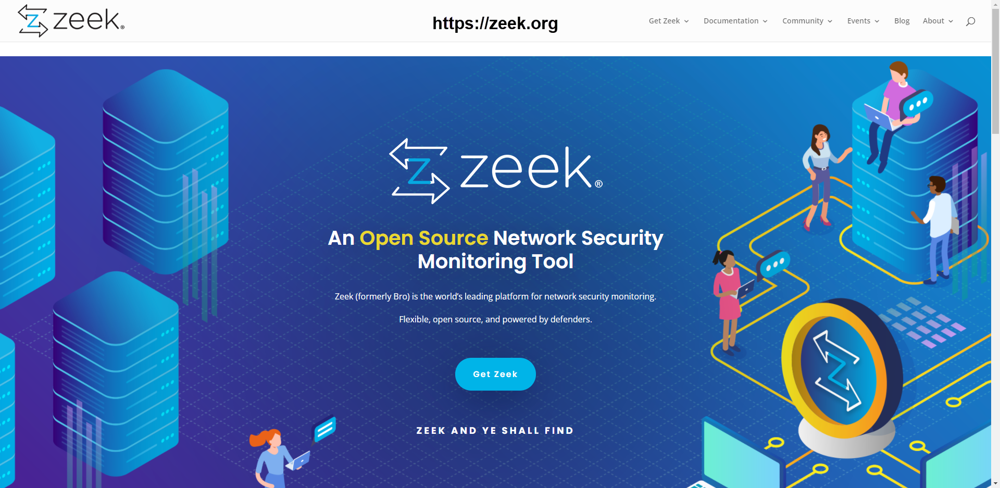 zeek®
https://zeek.org
Get Zeek Documentation Community Events Blog About
zeek®
An Open Source Network Security
Monitoring Tool
Zeek (formerly Bro) is the world’s leading platform for network security monitoring.
Flexible, open source, and powered by defenders.
Get Zeek
ZEEK AND YE SHALL FIND